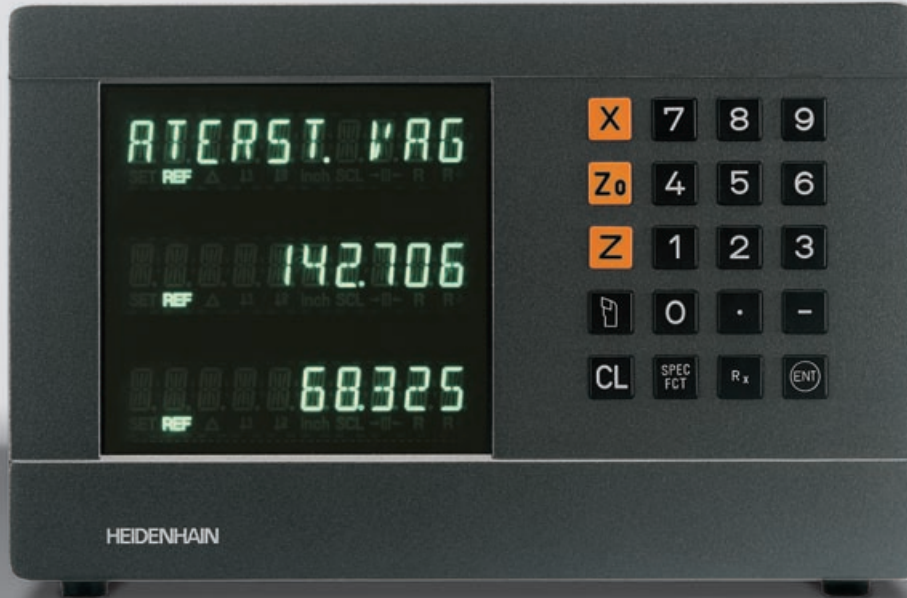 ATERST. VAG
SET REF inch SCL R R
142.706
SET REF inch SCL R R
68.325
SET REF inch SCL R R
X 7 8 9
Z0 4 5 6
Z 1 2 3
0 . -
CL SPEC FCT Rx ENT
HEIDENHAIN